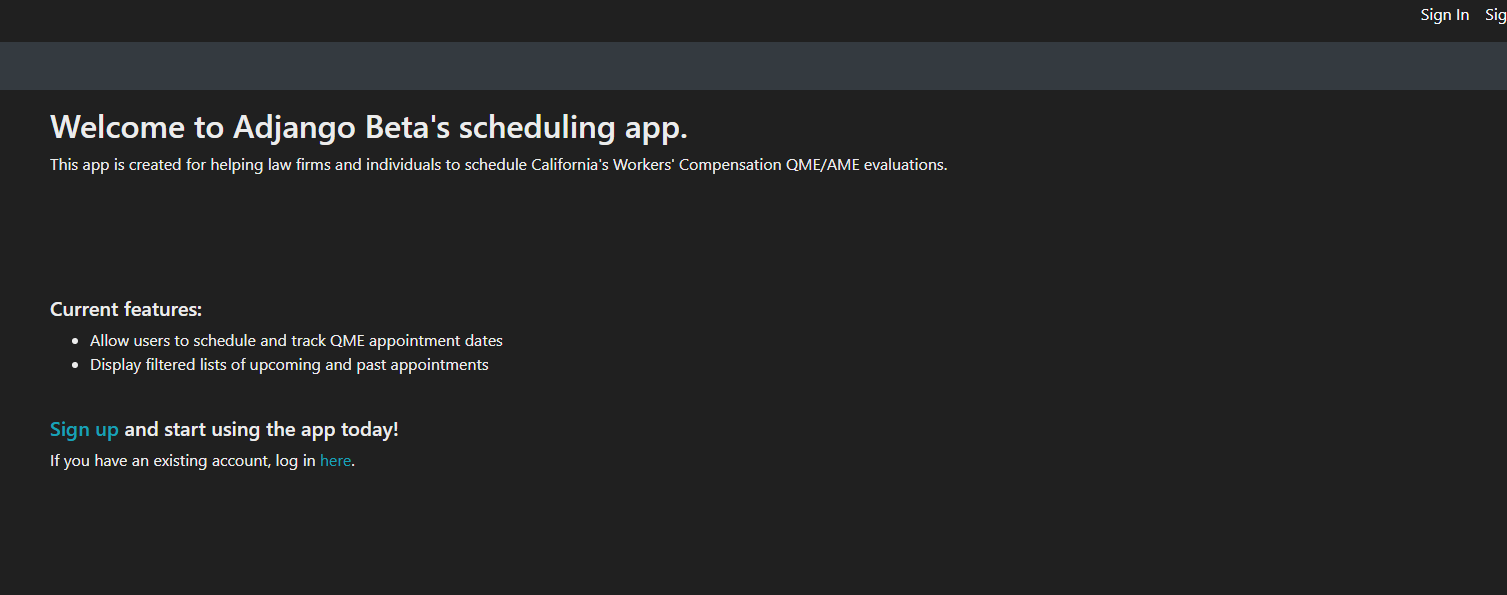 Sign In Sig
Welcome to Adjango Beta's scheduling app.
This app is created for helping law firms and individuals to schedule California's Workers' Compensation QME/AME evaluations.
Current features:
Allow users to schedule and track QME appointment dates
Display filtered lists of upcoming and past appointments
Sign up and start using the app today!
If you have an existing account, log in here.